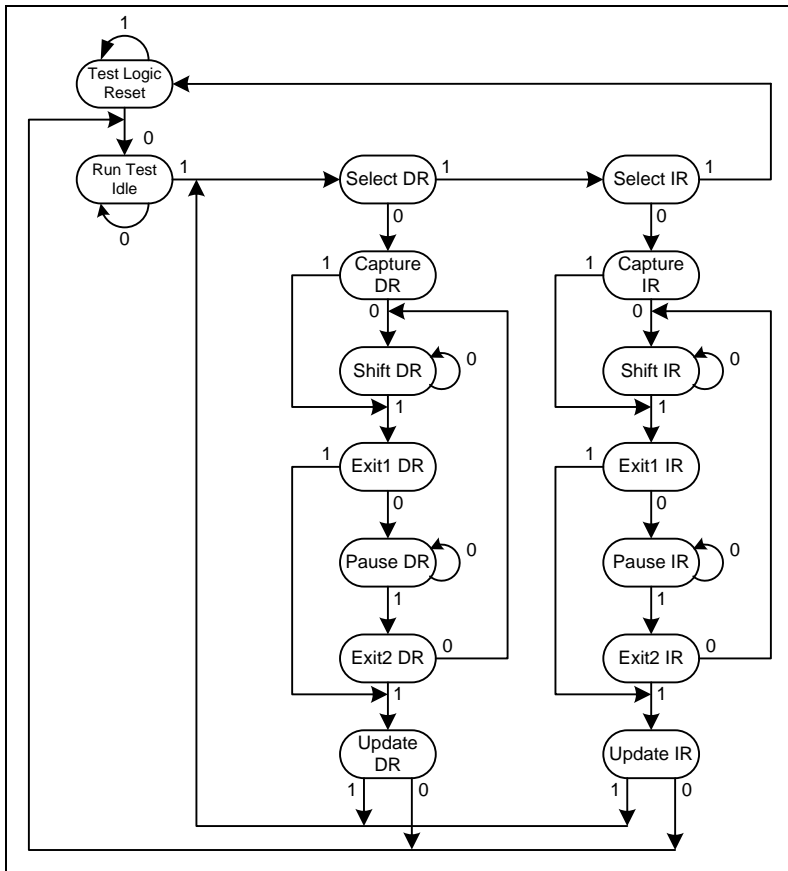 1
Test Logic
Reset
0
Run Test
Idle
1
0
Select DR
1
0
Select IR
1
0
Capture
DR
1
0
Capture
IR
1
0
Shift DR
0
1
Shift IR
0
1
Exit1 DR
1
0
Exit1 IR
1
0
Pause DR
0
1
Pause IR
0
1
Exit2 DR
0
1
Exit2 IR
0
1
Update
DR
1
0
Update IR
1
0